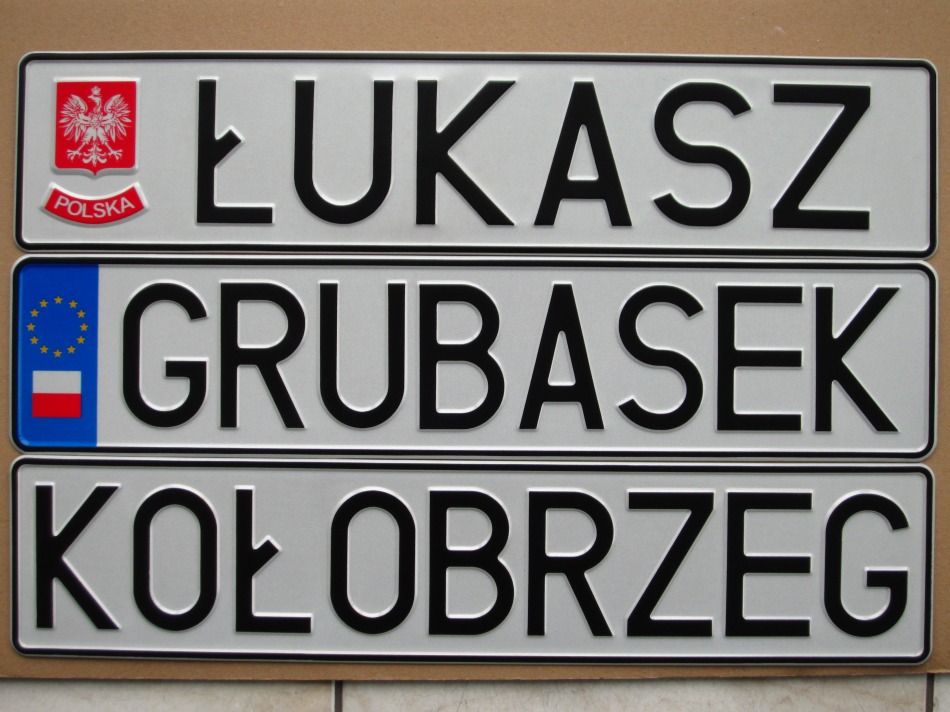 ŁUKASZ
POLSKA
GRUBASEK
KOŁOBRZEG